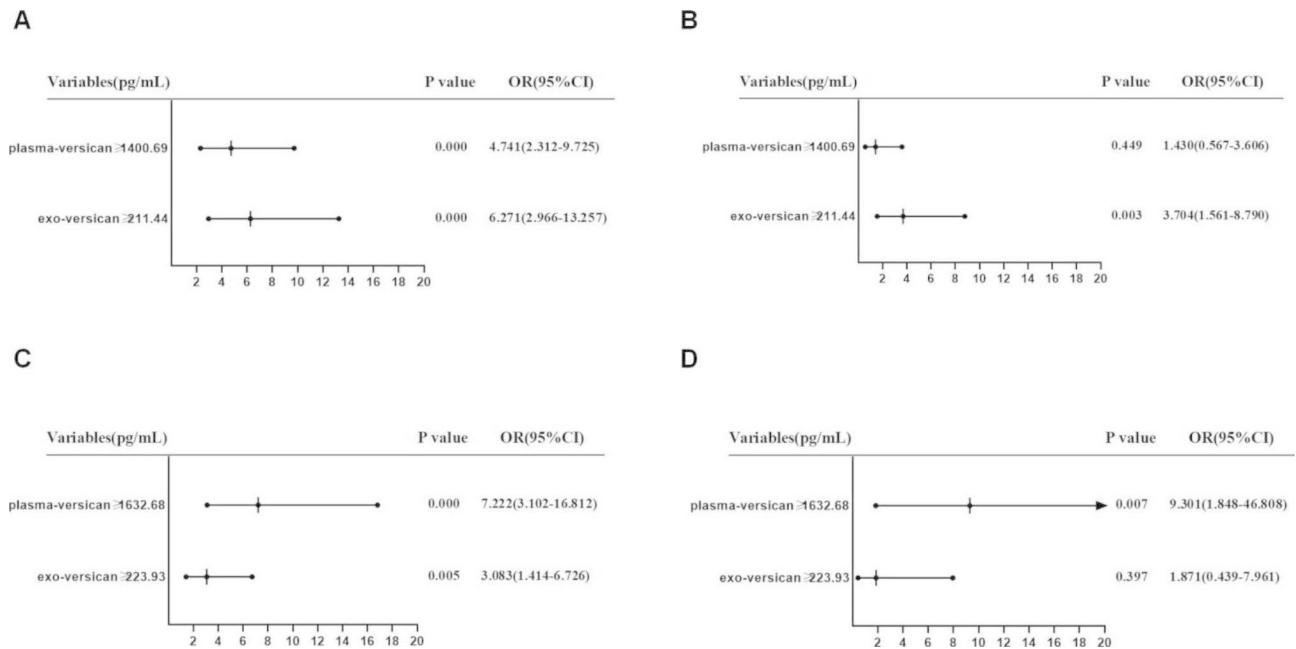 A
Variables(pg/mL) P value OR(95%CI)
plasma-versican ≥1400.69 0.000 4.741(2.312-9.725)
exo-versican ≥211.44 0.000 6.271(2.966-13.257)
2 4 6 8 10 12 14 16 18 20
B
Variables(pg/mL) P value OR(95%CI)
plasma-versican ≥1400.69 0.449 1.430(0.567-3.606)
exo-versican ≥211.44 0.003 3.704(1.561-8.790)
2 4 6 8 10 12 14 16 18 20
C
Variables(pg/mL) P value OR(95%CI)
plasma-versican ≥1632.68 0.000 7.222(3.102-16.812)
exo-versican ≥223.93 0.005 3.083(1.414-6.726)
2 4 6 8 10 12 14 16 18 20
D
Variables(pg/mL) P value OR(95%CI)
plasma-versican ≥1632.68 0.007 9.301(1.848-46.808)
exo-versican ≥223.93 0.397 1.871(0.439-7.961)
2 4 6 8 10 12 14 16 18 20